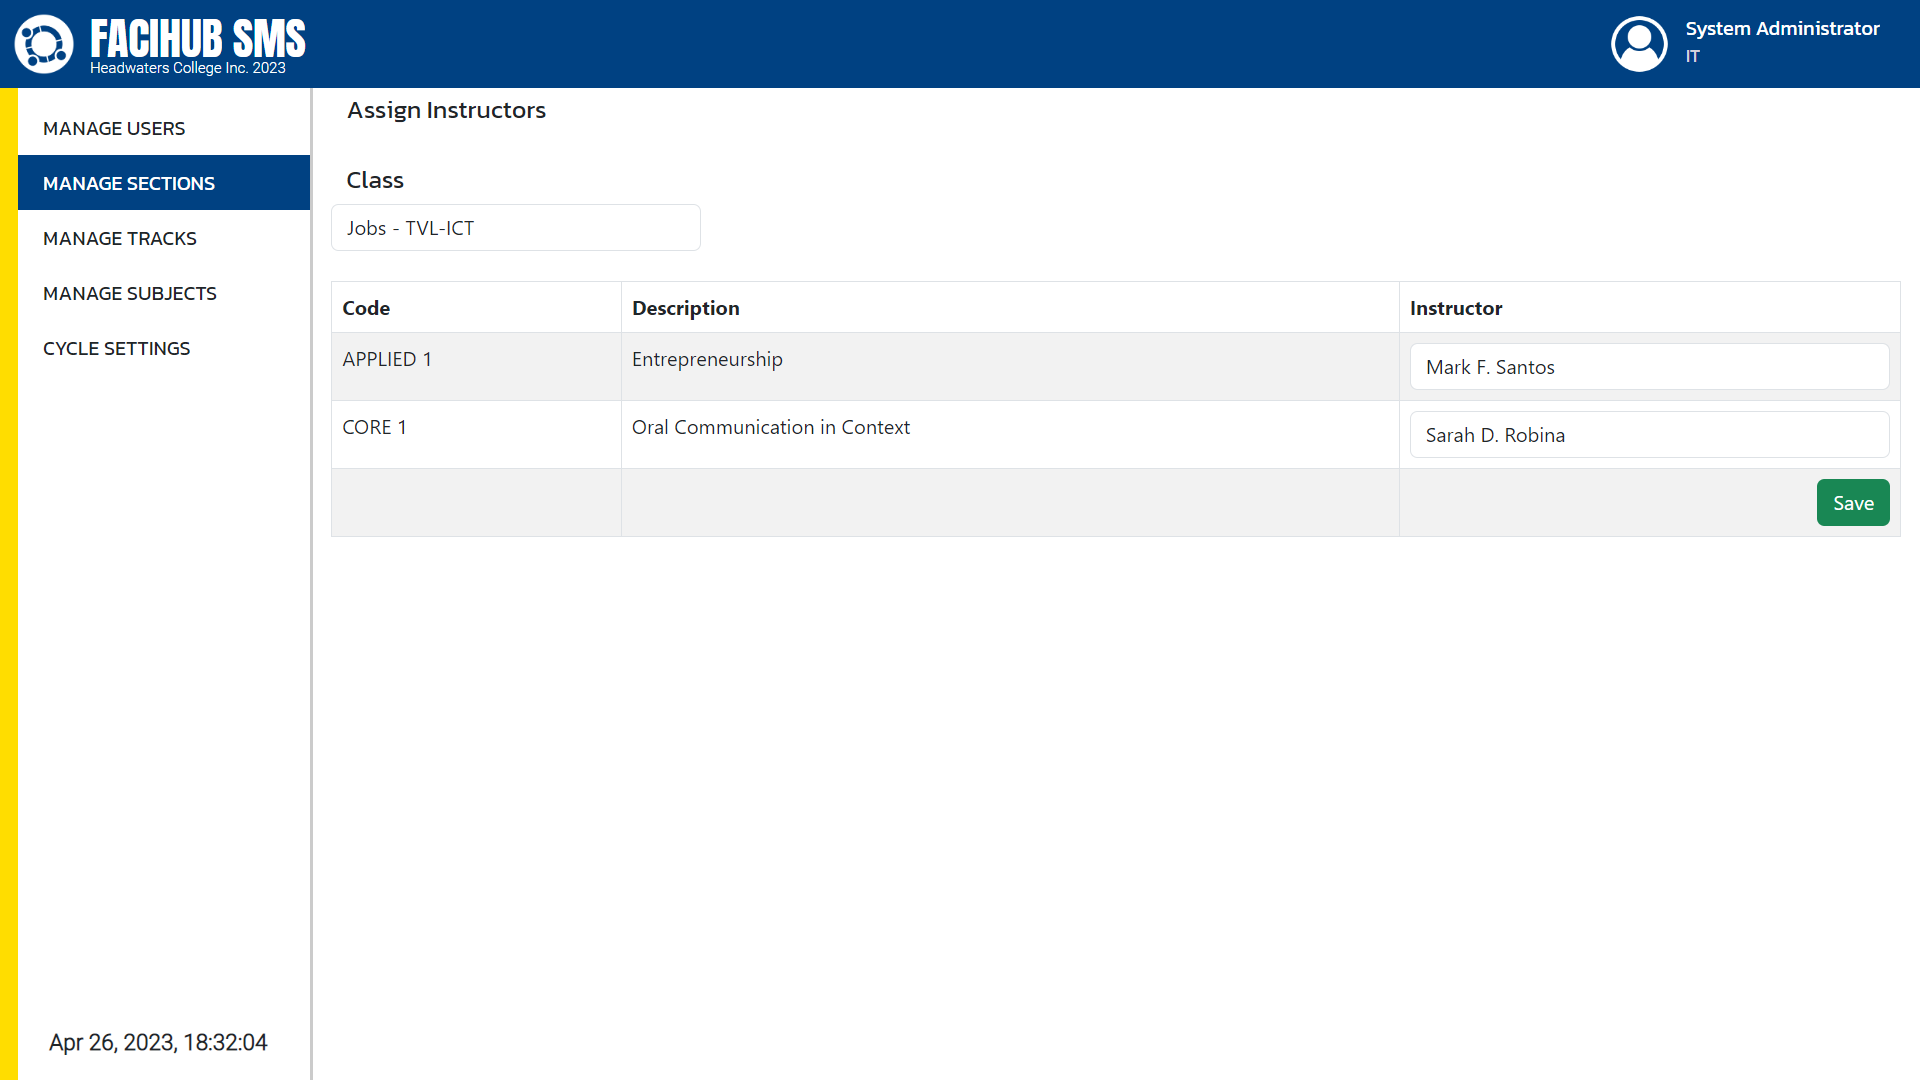 FACIHUB SMS
Headwaters College Inc. 2023
System Administrator
IT
MANAGE USERS
MANAGE SECTIONS
MANAGE TRACKS
MANAGE SUBJECTS
CYCLE SETTINGS
Apr 26, 2023, 18:32:04
Assign Instructors
Class
Jobs - TVL-ICT
Code Description Instructor
APPLIED 1 Entrepreneurship Mark F. Santos
CORE 1 Oral Communication in Context Sarah D. Robina
Save